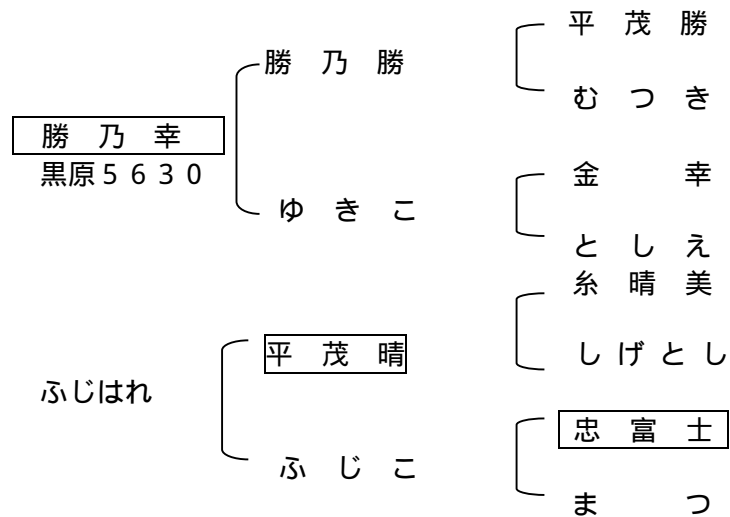 平茂勝
勝乃勝
むつき
勝乃幸
黒原5630
金幸
ゆきこ
としえ
糸晴美
平茂晴
しげとし
ふじはれ
忠富士
ふじこ
まつ